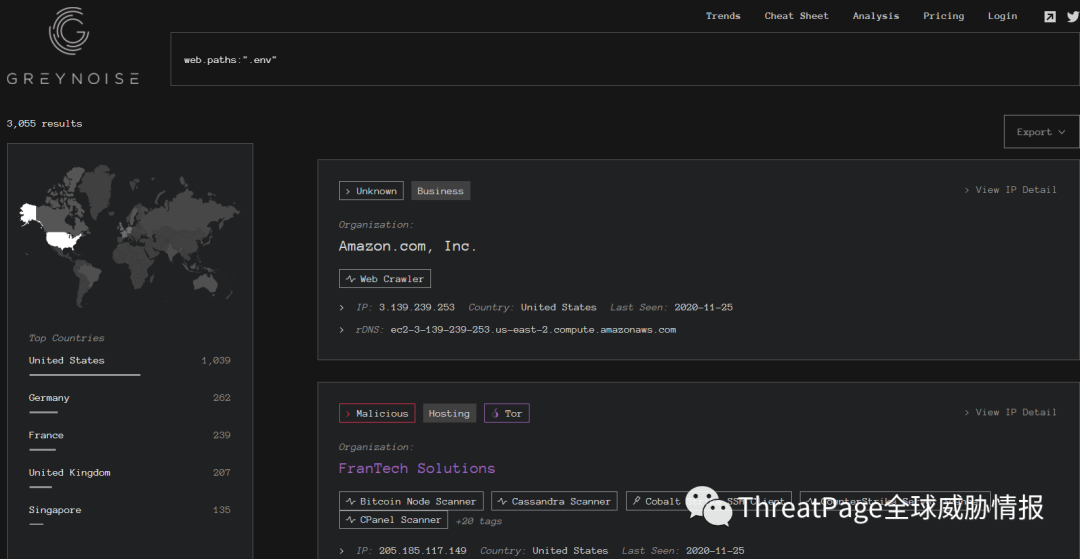 Trends Cheat Sheet Analysis Pricing Login
web.paths:".env"
GREYNOISE
3,055 results
Export
Unknown Business
View IP Detail
Organization:
Amazon.com, Inc.
Web Crawler
IP: 3.139.239.253 Country: United States Last Seen: 2020-11-25
rDNS: ec2-3-139-239-253.us-east-2.compute.amazonaws.com
Top Countries
United States 1,039
Germany 262
France 239
United Kingdom 207
Singapore 135
Malicious Hosting Tor
View IP Detail
Organization:
FranTech Solutions
Bitcoin Node Scanner Cassandra Scanner Cobalt SSH Client CounterStrike
CPanel Scanner +20 tags
IP: 205.185.117.149 Country: United States Last Seen: 2020-11-25
ThreatPage全球威胁情报